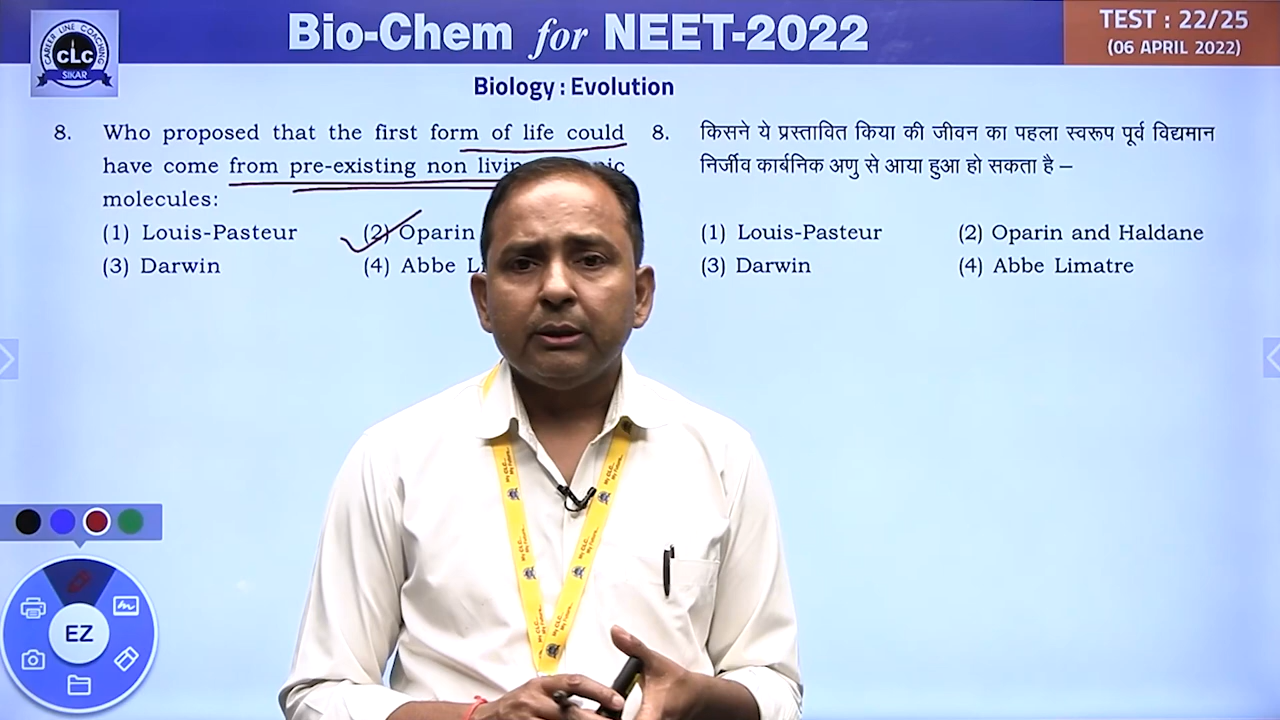 Bio-Chem for NEET-2022
TEST : 22/25
(06 APRIL 2022)
CAREER LINE COACHING
CLC
SIKAR
Biology : Evolution
8. Who proposed that the first form of life could
have come from pre-existing non
molecules:
(1) Louis-Pasteur (2) Oparin
(3) Darwin (4) Abbe
8. किसने ये प्रस्तावित किया की जीवन का पहला स्वरूप पूर्व विद्यमान
निर्जीव कार्बनिक अणु से आया हुआ हो सकता है –
(1) Louis-Pasteur (2) Oparin and Haldane
(3) Darwin (4) Abbe Limatre
EZ